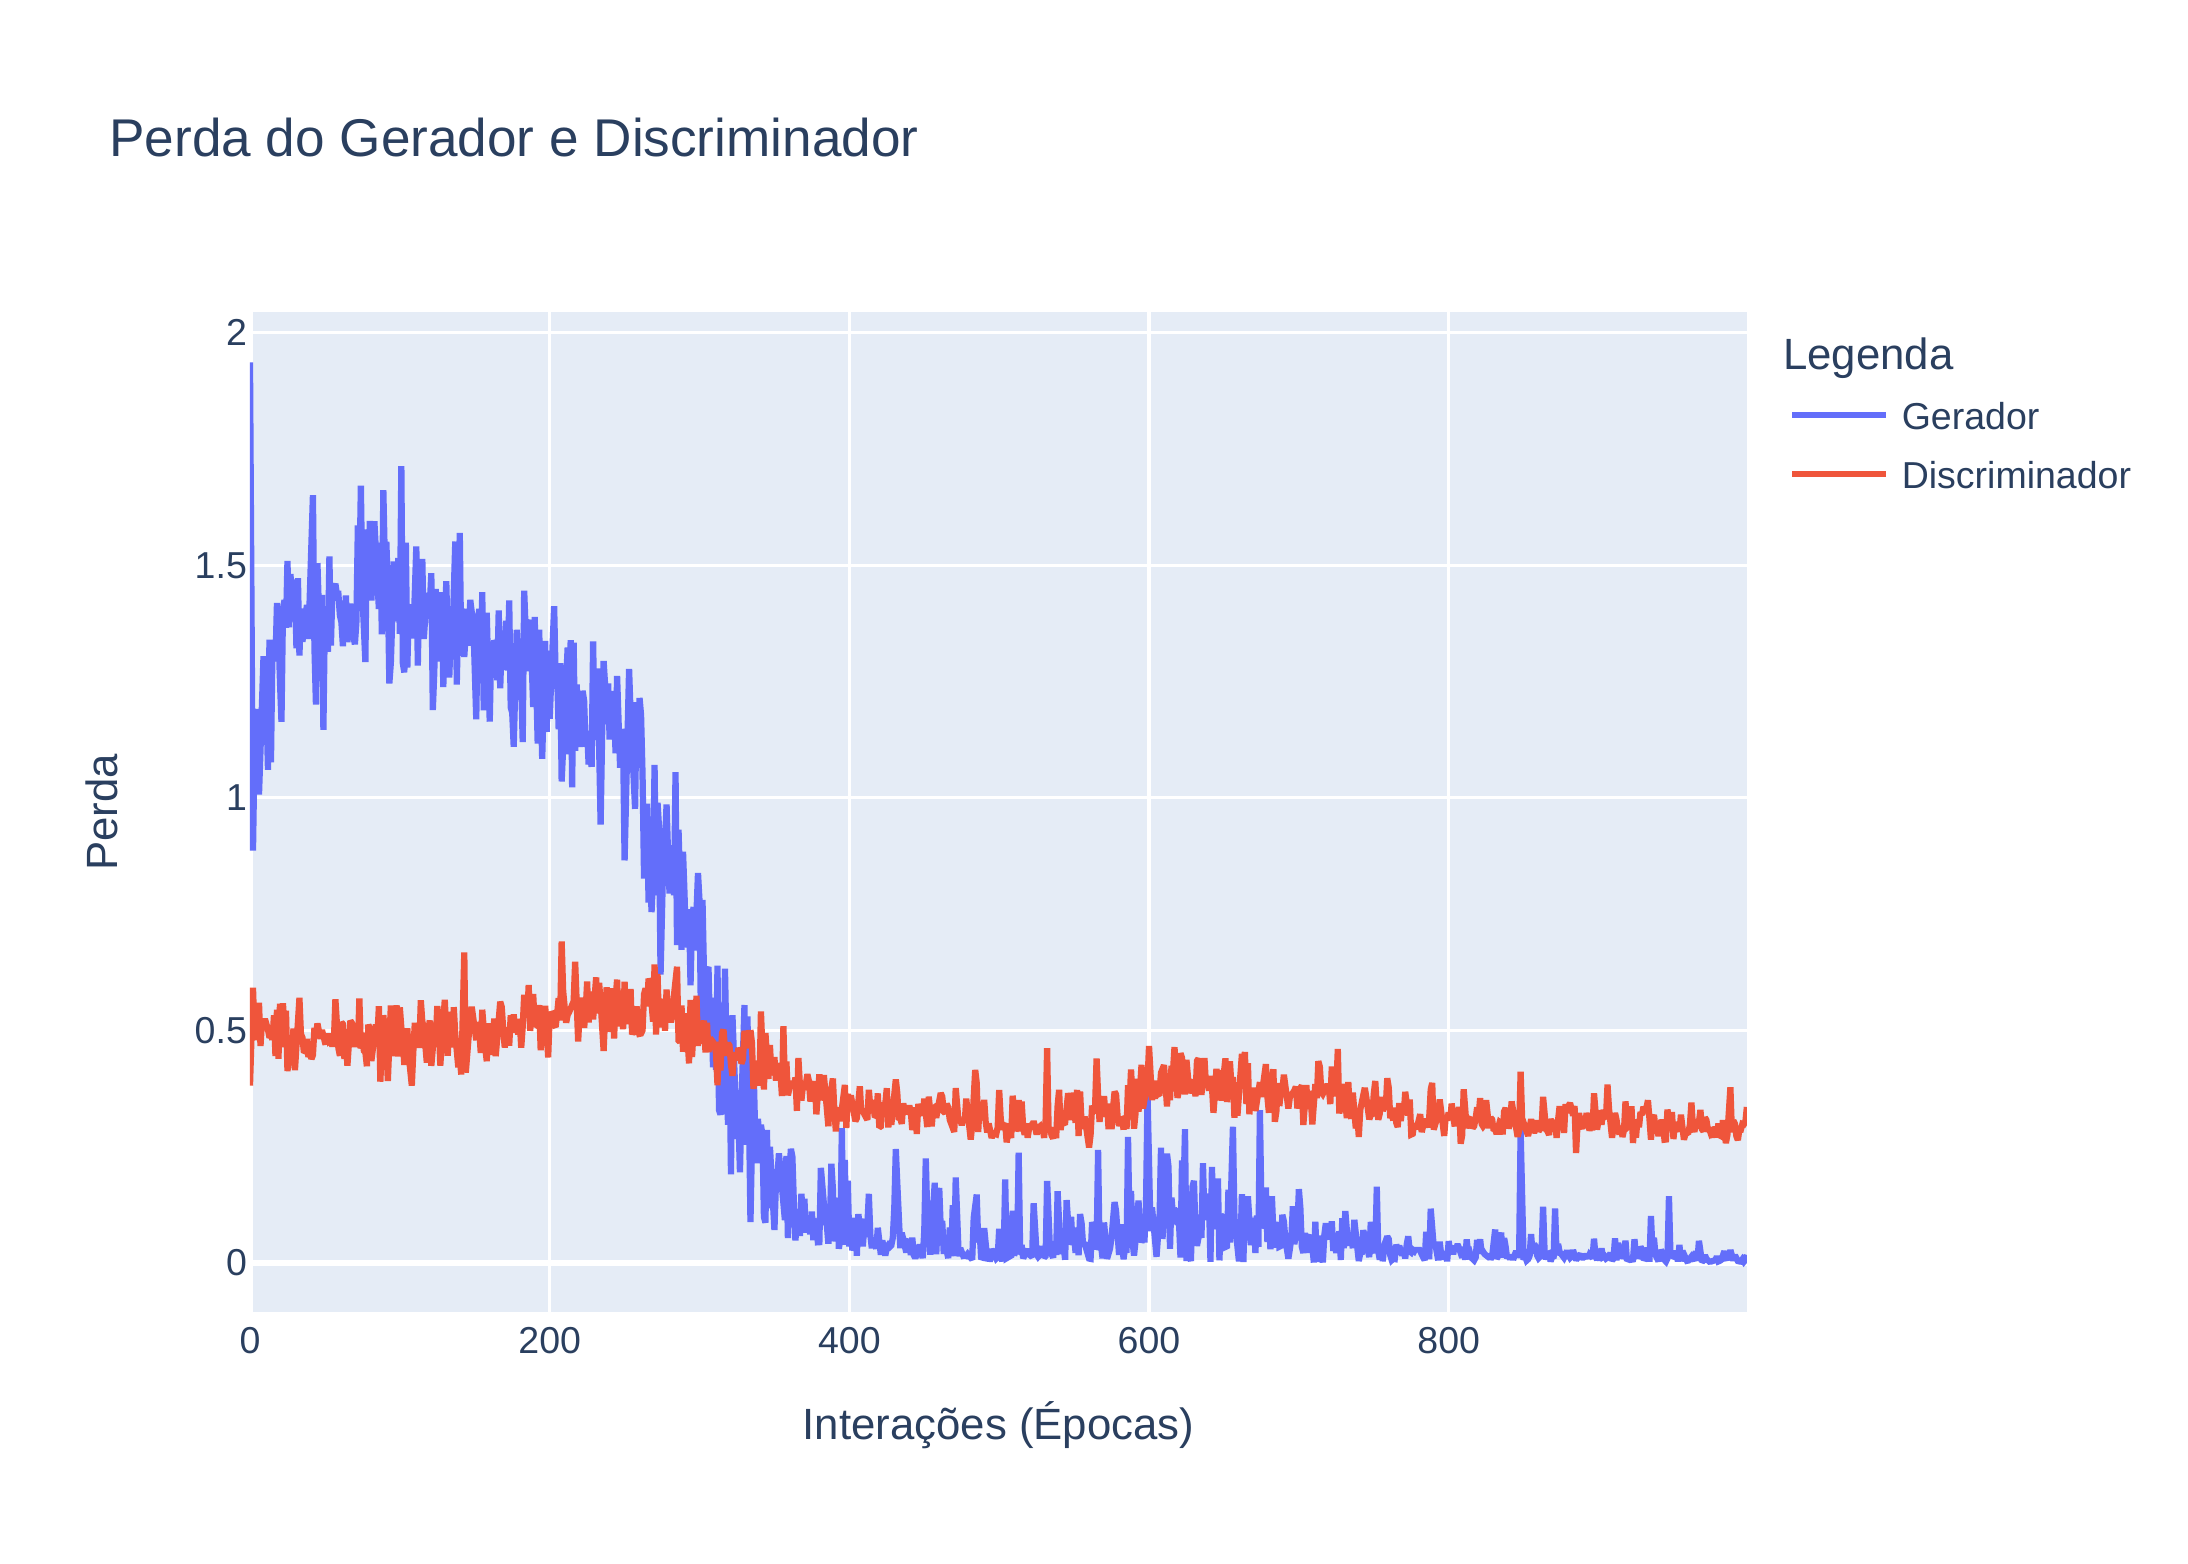 Perda do Gerador e Discriminador
Legenda
Gerador
Discriminador
Perda
2
1.5
1
0.5
0
0
200
400
600
800
Interações (Épocas)